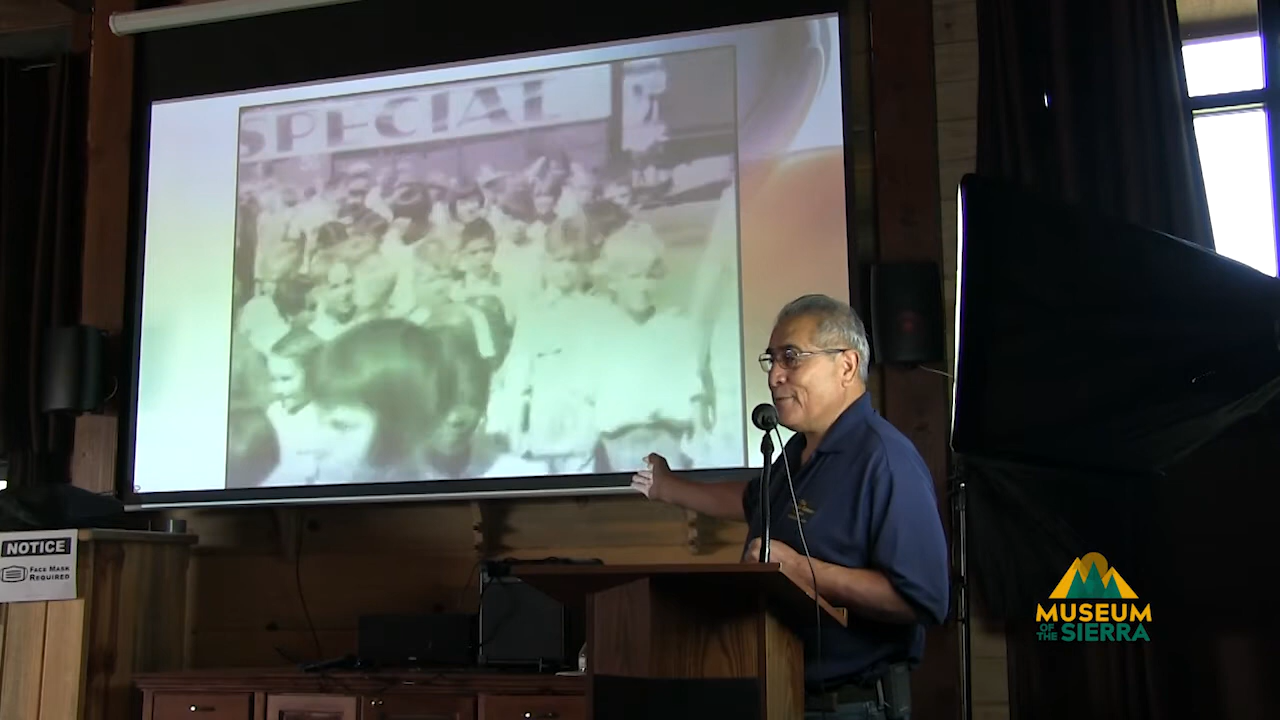 SPECIAL
NOTICE
FACE MASK
REQUIRED
MUSEUM
OF THE SIERRA